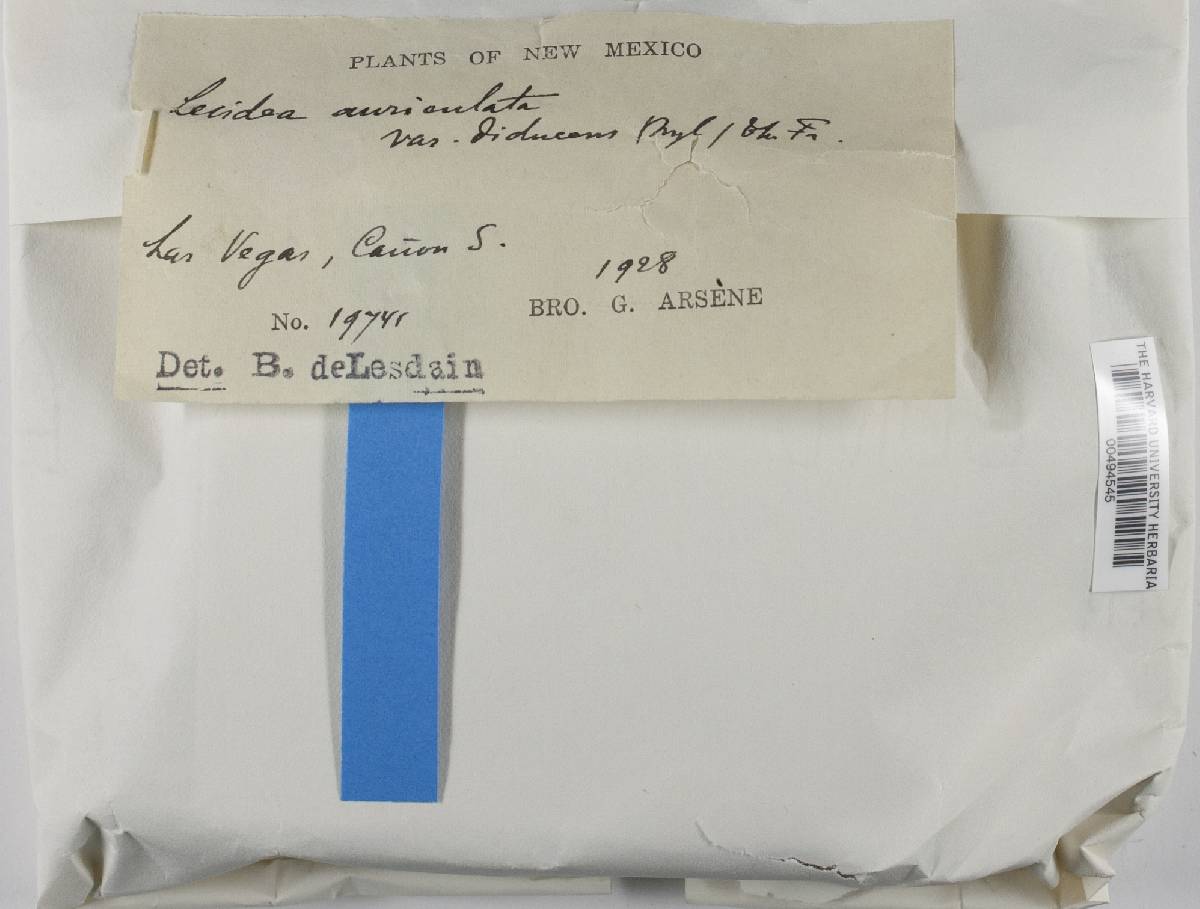 PLANTS OF NEW MEXICO
Lecidea auriculata
var. diducens (Nyl) Th. Fr.
Las Vegas, Cañon S.
1928
No. 19741
BRO. G. ARSÈNE
Det. B. deLesdain
THE HARVARD UNIVERSITY HERBARIA
00494545